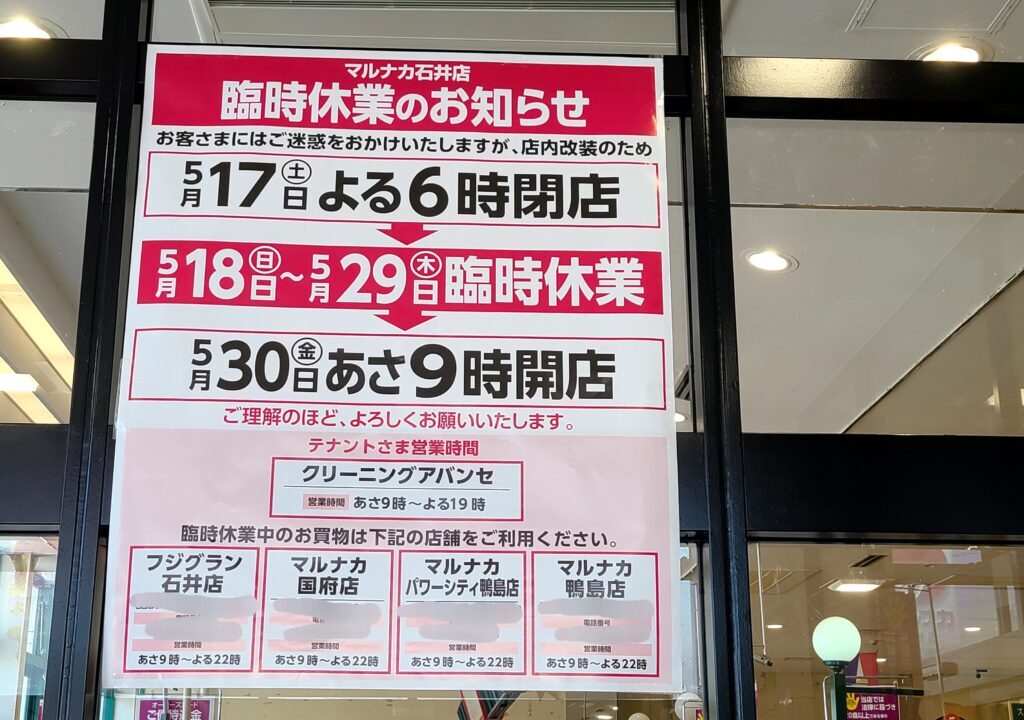 マルナカ石井店
臨時休業のお知らせ
お客さまにはご迷惑をおかけいたしますが、店内改装のため
5月17日㊏よる6時閉店
5月18日㊐～5月29日㊍臨時休業
5月30日㊎あさ9時開店
ご理解のほど、よろしくお願いいたします。
テナントさま営業時間
クリーニングアバンセ
営業時間 あさ9時～よる19時
臨時休業中のお買物は下記の店舗をご利用ください。
フジグラン
石井店
営業時間
あさ9時～よる22時
マルナカ
国府店
営業時間
あさ9時～よる22時
マルナカ
パワーシティ鴨島店
営業時間
あさ9時～よる22時
マルナカ
鴨島店
電話番号
営業時間
あさ9時～よる22時
当店では
法律に基づき